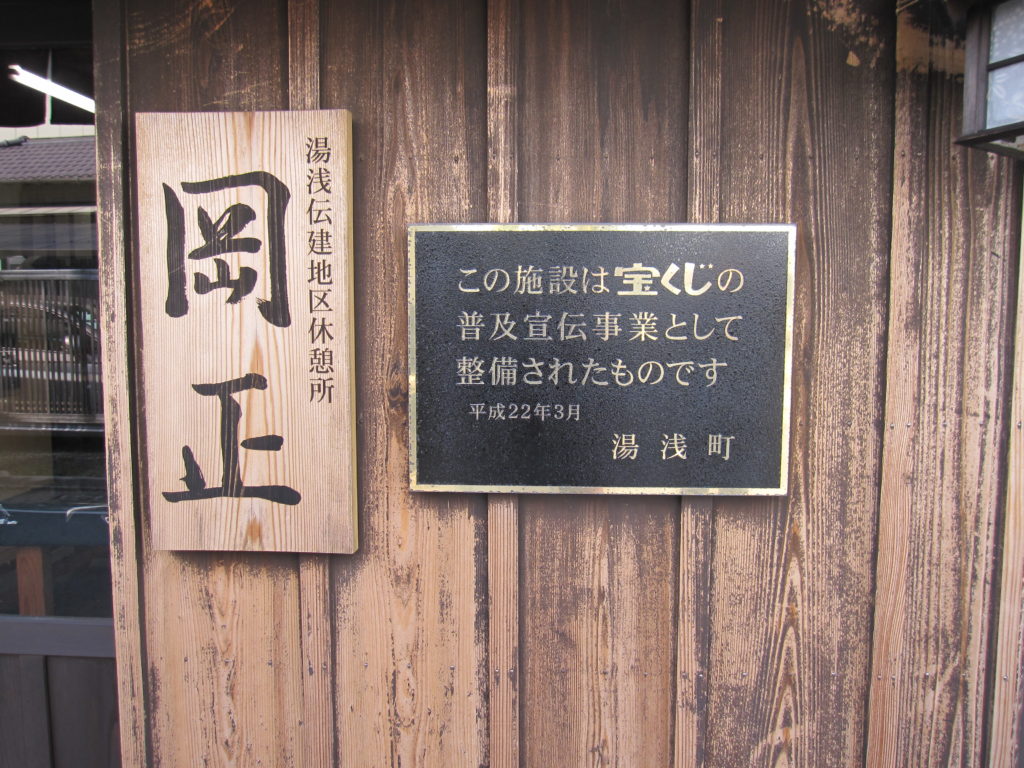 湯浅伝建地区休憩所
岡正
この施設は宝くじの
普及宣伝事業として
整備されたものです
平成22年3月
湯浅町